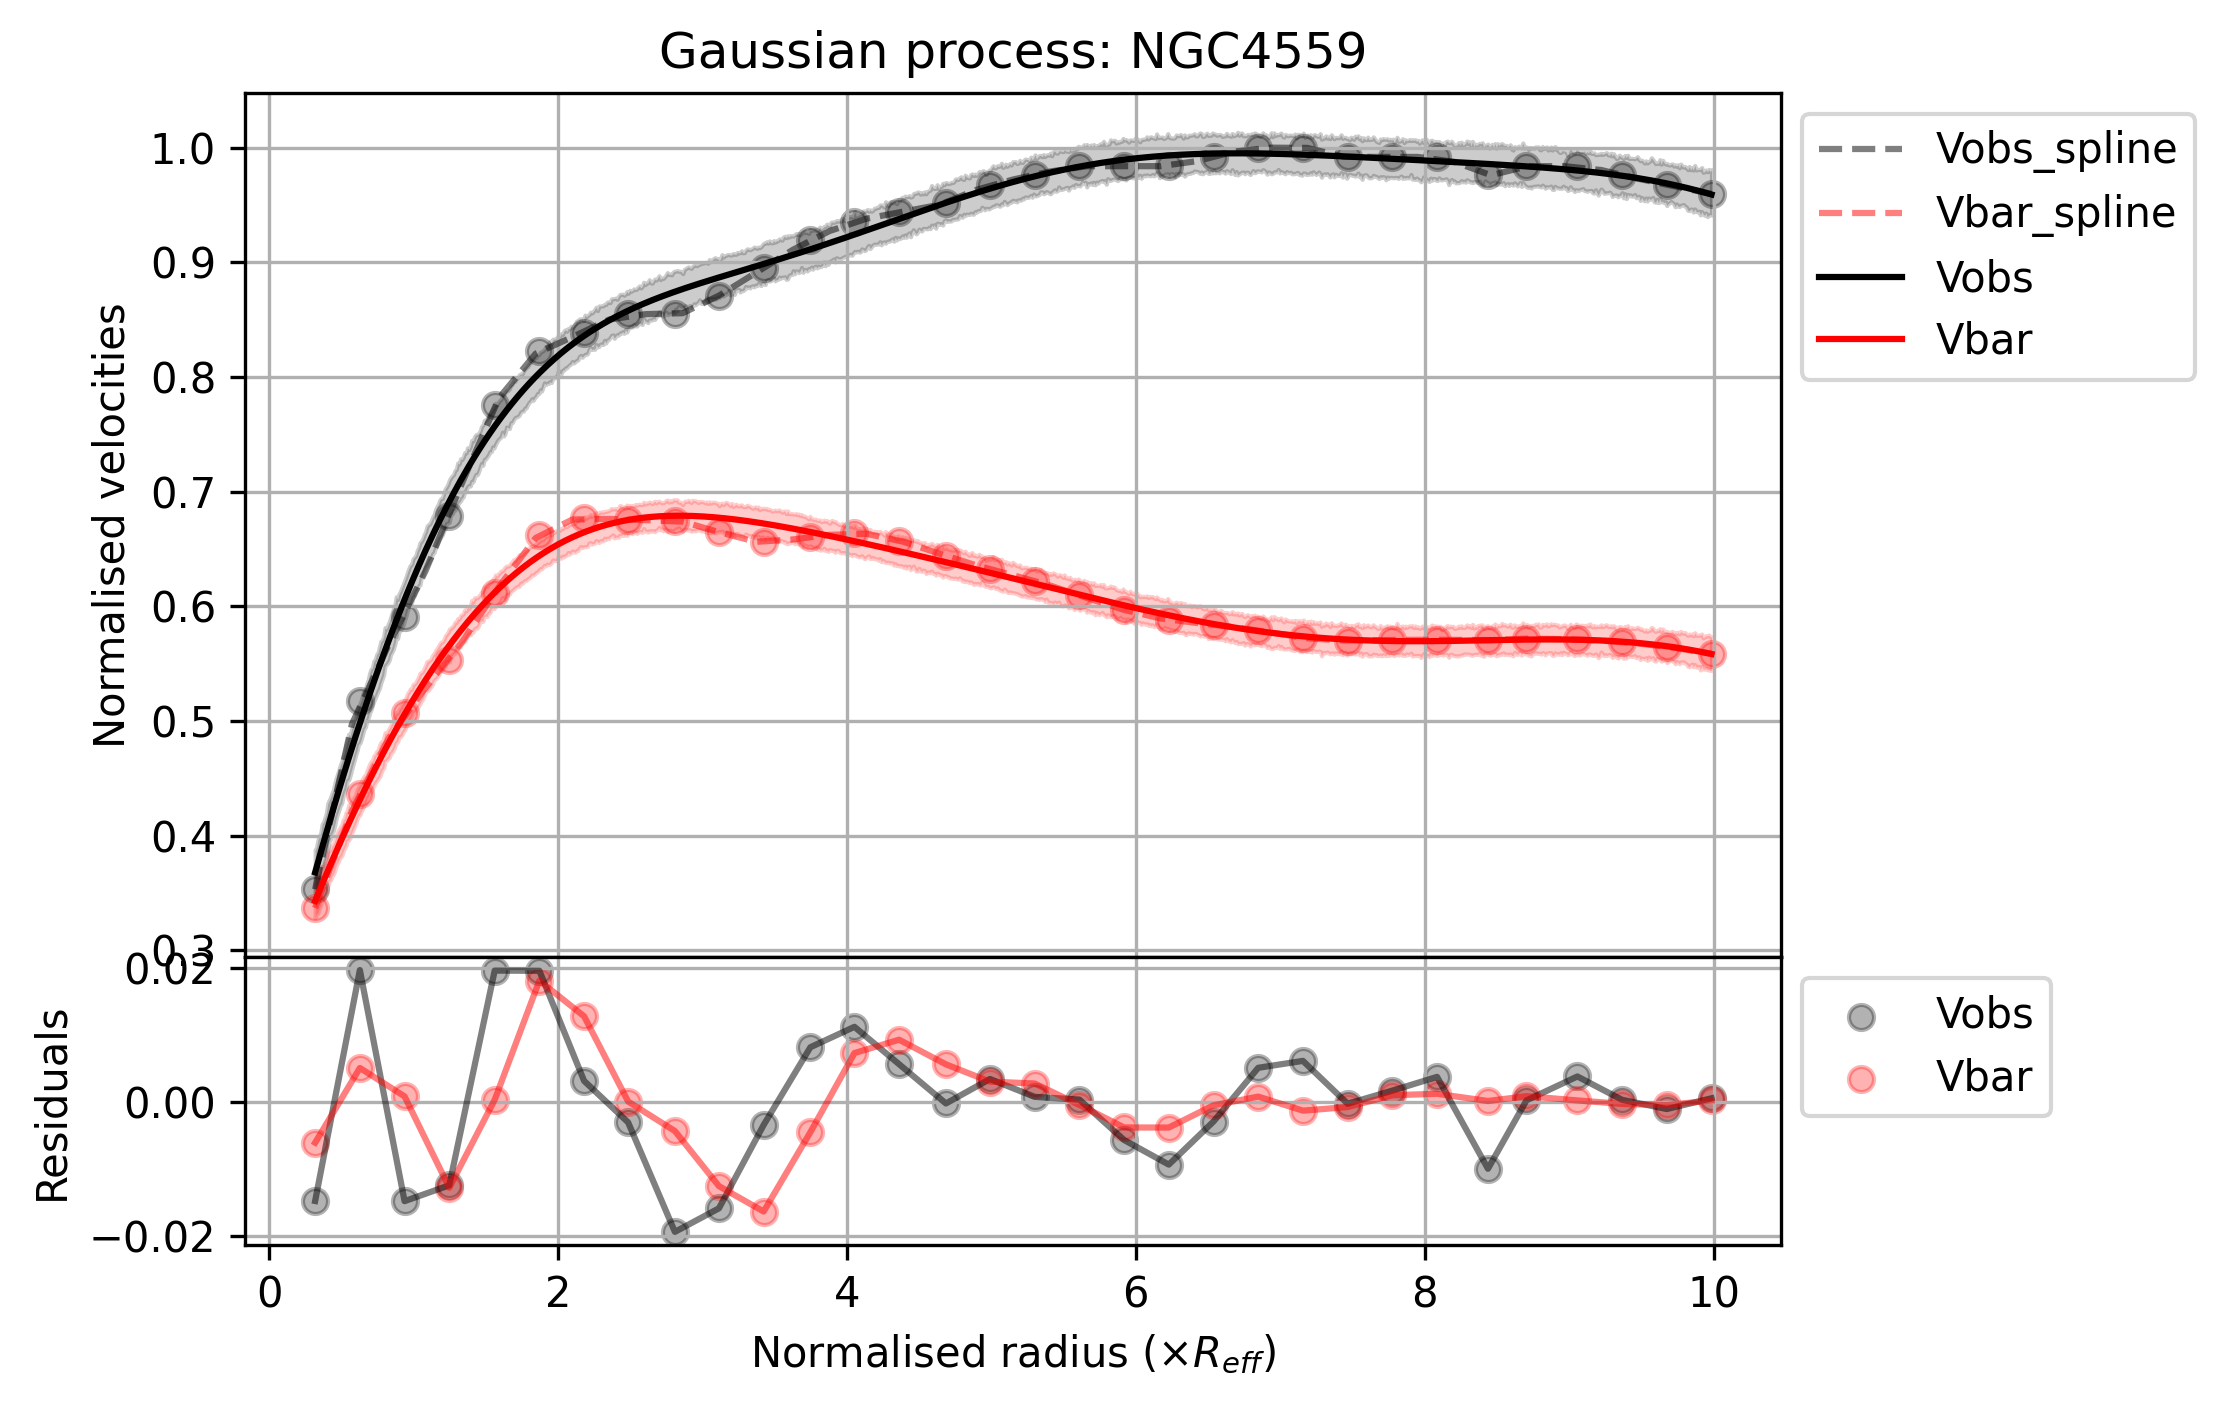 Gaussian process: NGC4559
1.0
0.9
0.8
0.7
0.6
0.5
0.4
0.3
Normalised velocities
Vobs_spline
Vbar_spline
Vobs
Vbar
0.02
0.00
−0.02
Residuals
Vobs
Vbar
0 2 4 6 8 10
Normalised radius (×R_eff)